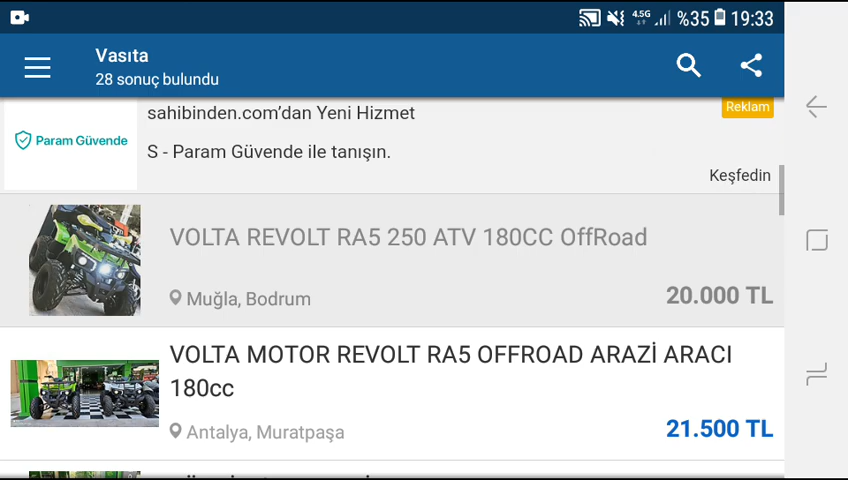 4.5G %35 19:33
Vasıta
28 sonuç bulundu
sahibinden.com'dan Yeni Hizmet
Reklam
Param Güvende
S - Param Güvende ile tanışın.
Keşfedin
VOLTA REVOLT RA5 250 ATV 180CC OffRoad
Muğla, Bodrum
20.000 TL
VOLTA MOTOR REVOLT RA5 OFFROAD ARAZİ ARACI
180cc
Antalya, Muratpaşa
21.500 TL